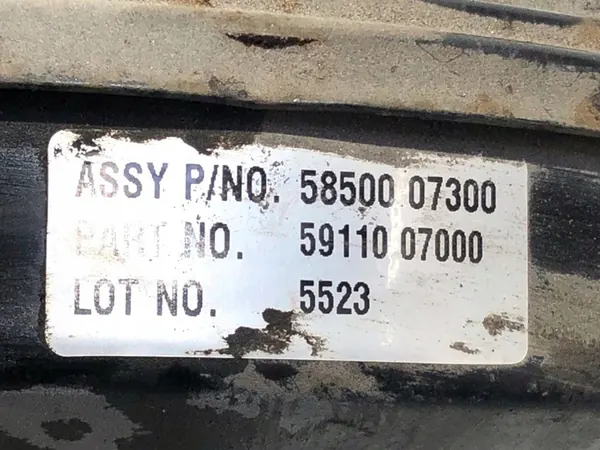 ASSY P/NO. 58500 07300
PART NO. 59110 07000
LOT NO. 5523